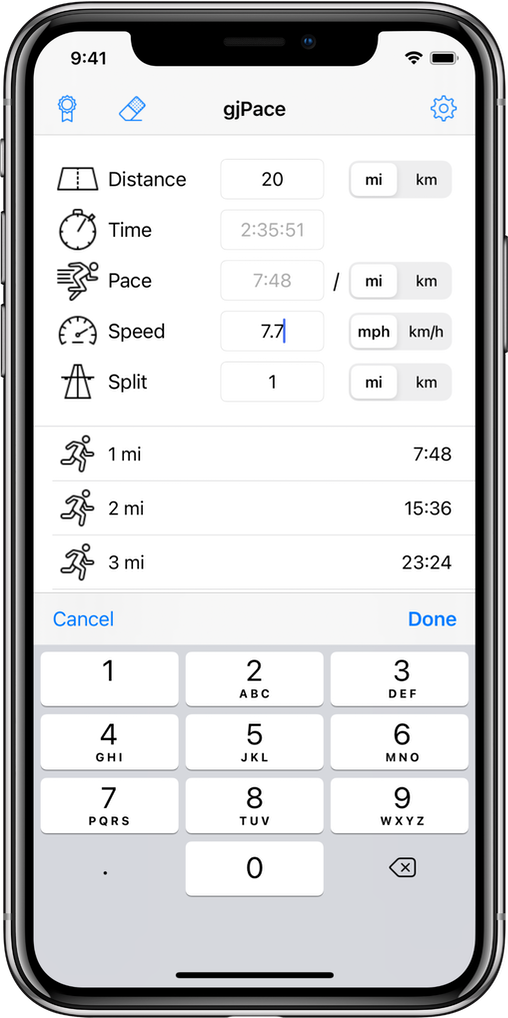 9:41
gjPace
Distance 20 mi km
Time 2:35:51
Pace 7:48 / mi km
Speed 7.7 mph km/h
Split 1 mi km
1 mi 7:48
2 mi 15:36
3 mi 23:24
Cancel Done
1 2 3
ABC DEF
4 5 6
GHI JKL MNO
7 8 9
PQRS TUV WXYZ
. 0